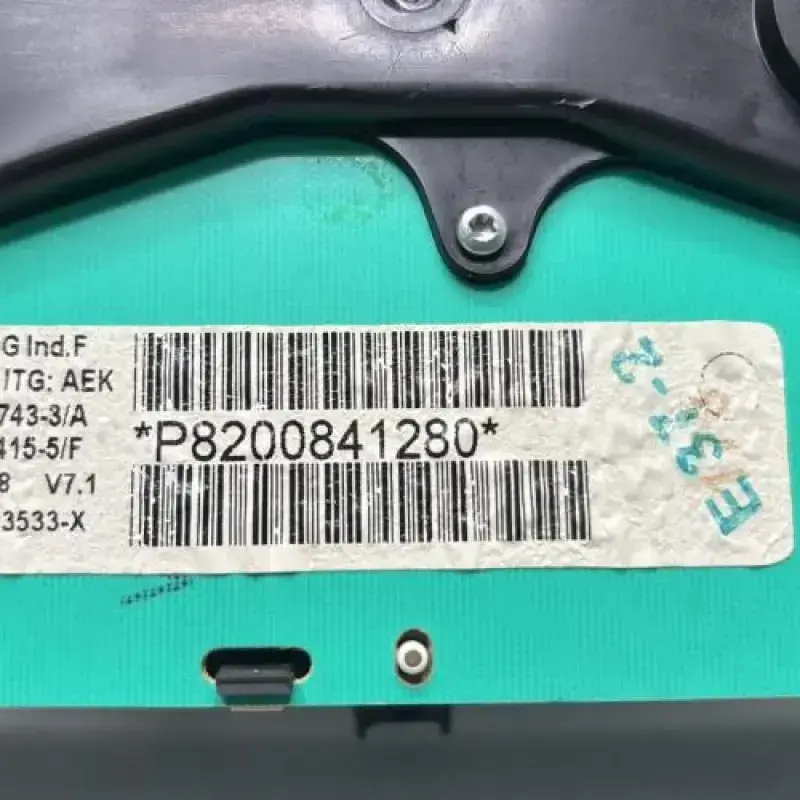 G Ind.F
ITG: AEK
743-3/A
415-5/F
8 V7.1
3533-X
*P8200841280*